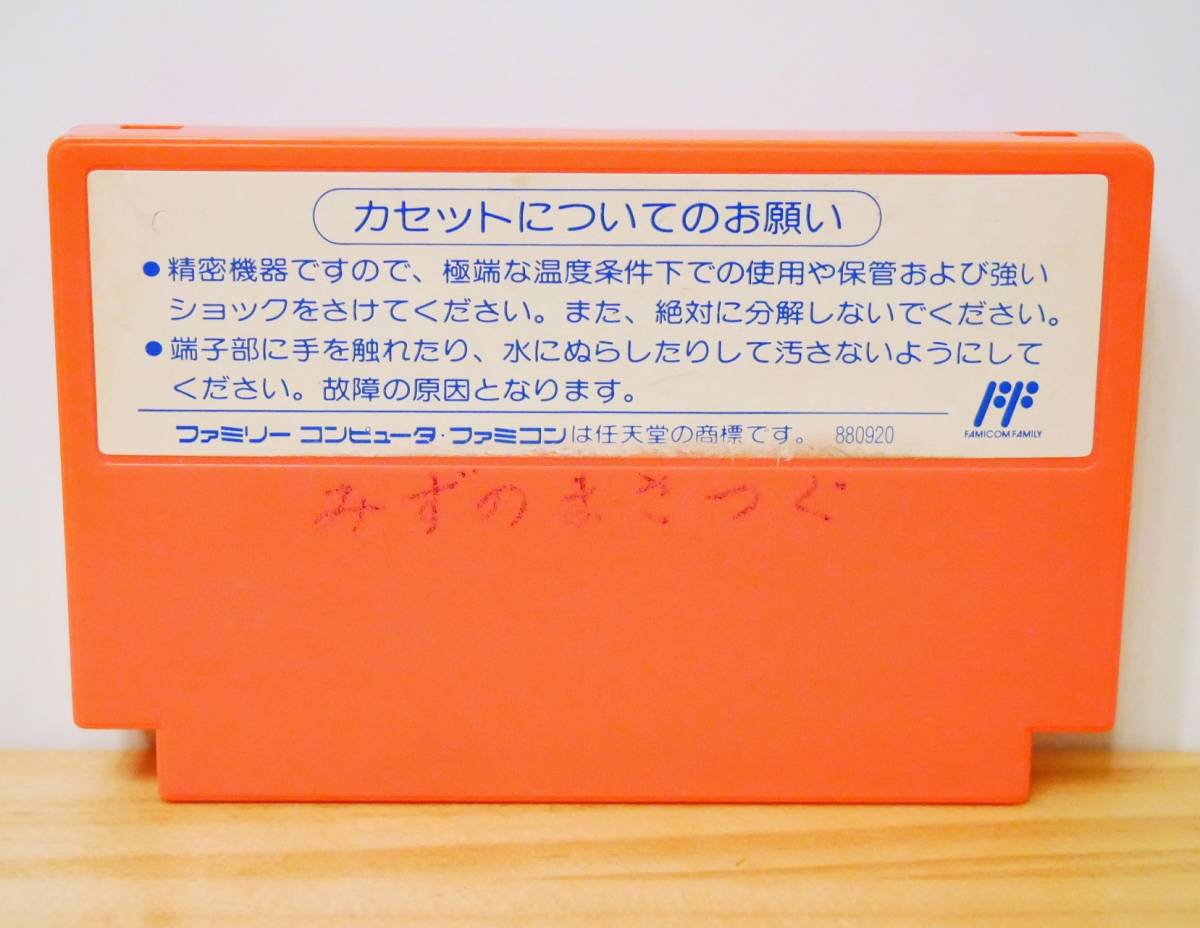 カセットについてのお願い
●精密機器ですので、極端な温度条件下での使用や保管および強い
ショックをさけてください。また、絶対に分解しないでください。
●端子部に手を触れたり、水にぬらしたりして汚さないようにして
ください。故障の原因となります。
FAMICOM FAMILY
ファミリー コンピュータ・ファミコンは任天堂の商標です。 880920
みずのまさつぐ